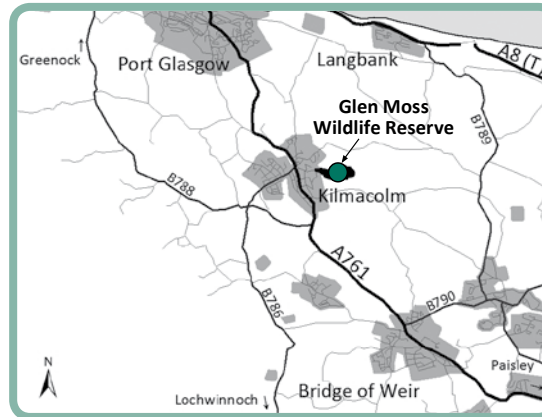 Greenock
Port Glasgow
Langbank
A8 (T)
Glen Moss
Wildlife Reserve
B789
B788
Kilmacolm
A761
B786
B790
N
Paisley
Lochwinnoch
Bridge of Weir